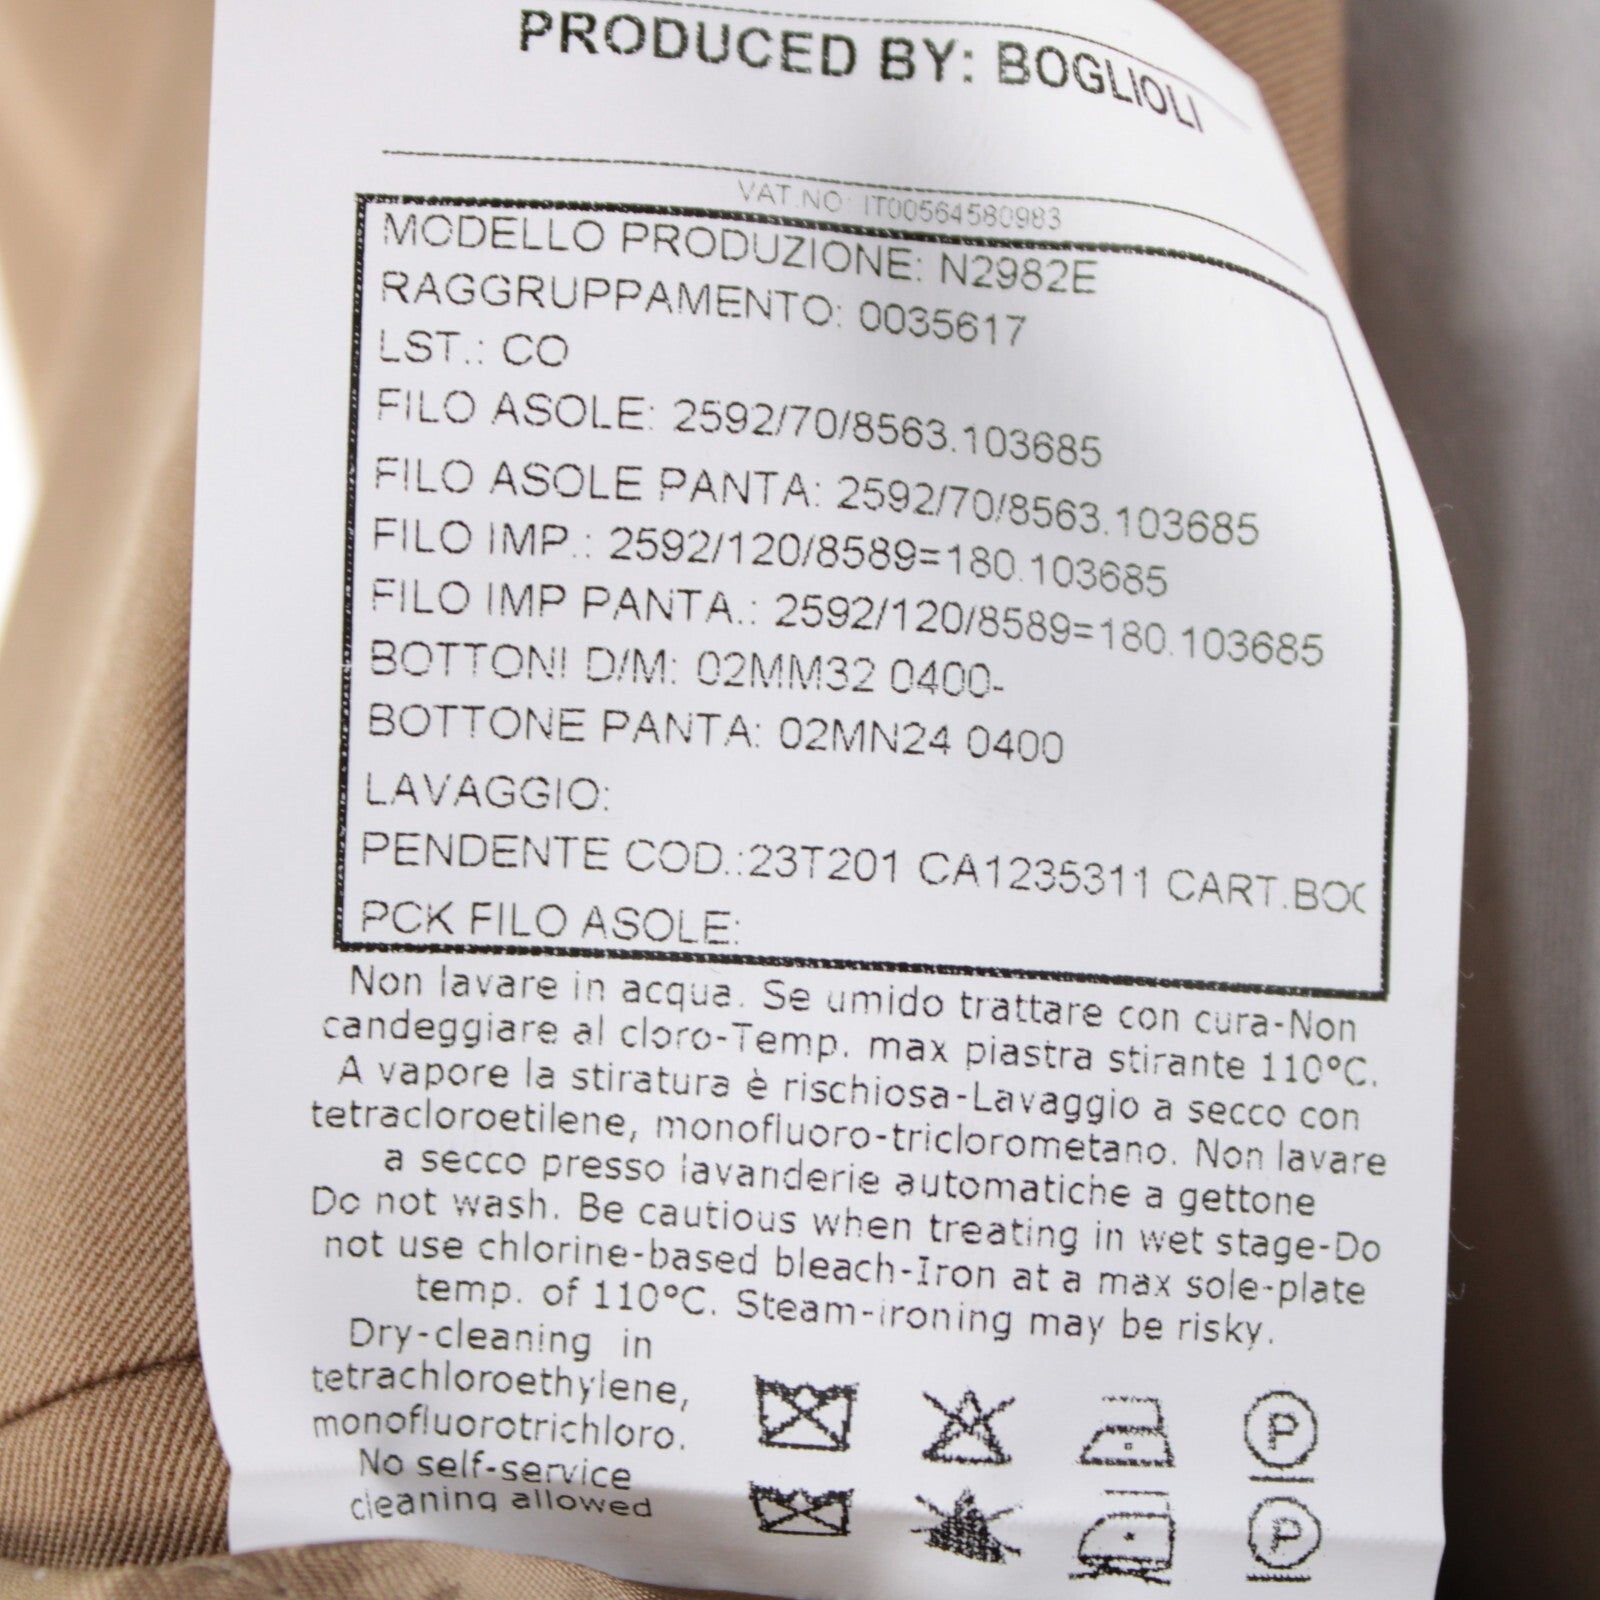 PRODUCED BY: BOGLIOLI
VAT.NO: IT00564580983
MODELLO PRODUZIONE: N2982E
RAGGRUPPAMENTO: 0035617
LST.: CO
FILO ASOLE: 2592/70/8563.103685
FILO ASOLE PANTA: 2592/70/8563.103685
FILO IMP.: 2592/120/8589=180.103685
FILO IMP PANTA.: 2592/120/8589=180.103685
BOTTONI D/M: 02MM32 0400-
BOTTONE PANTA: 02MN24 0400
LAVAGGIO:
PENDENTE COD.:23T201 CA1235311 CART.BOG
PCK FILO ASOLE:
Non lavare in acqua. Se umido trattare con cura-Non
candeggiare al cloro-Temp. max piastra stirante 110°C.
A vapore la stiratura è rischiosa-Lavaggio a secco con
tetracloroetilene, monofluoro-triclorometano. Non lavare
a secco presso lavanderie automatiche a gettone
Do not wash. Be cautious when treating in wet stage-Do
not use chlorine-based bleach-Iron at a max sole-plate
temp. of 110°C. Steam-ironing may be risky.
Dry-cleaning in
tetrachloroethylene,
monofluorotrichloro.
No self-service
cleaning allowed
P
P